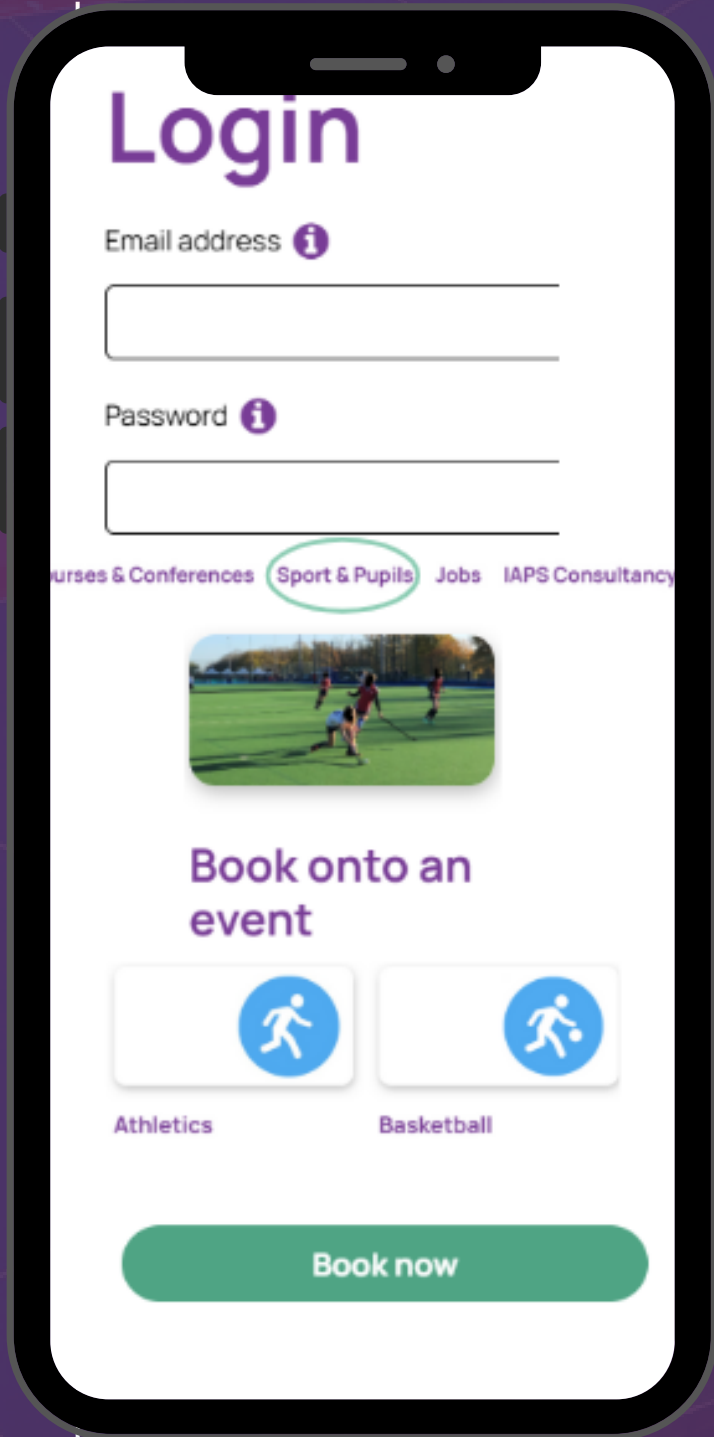 Login
Email address
Password
urses & Conferences Sport & Pupils Jobs IAPS Consultancy
Book onto an
event
Athletics Basketball
Book now